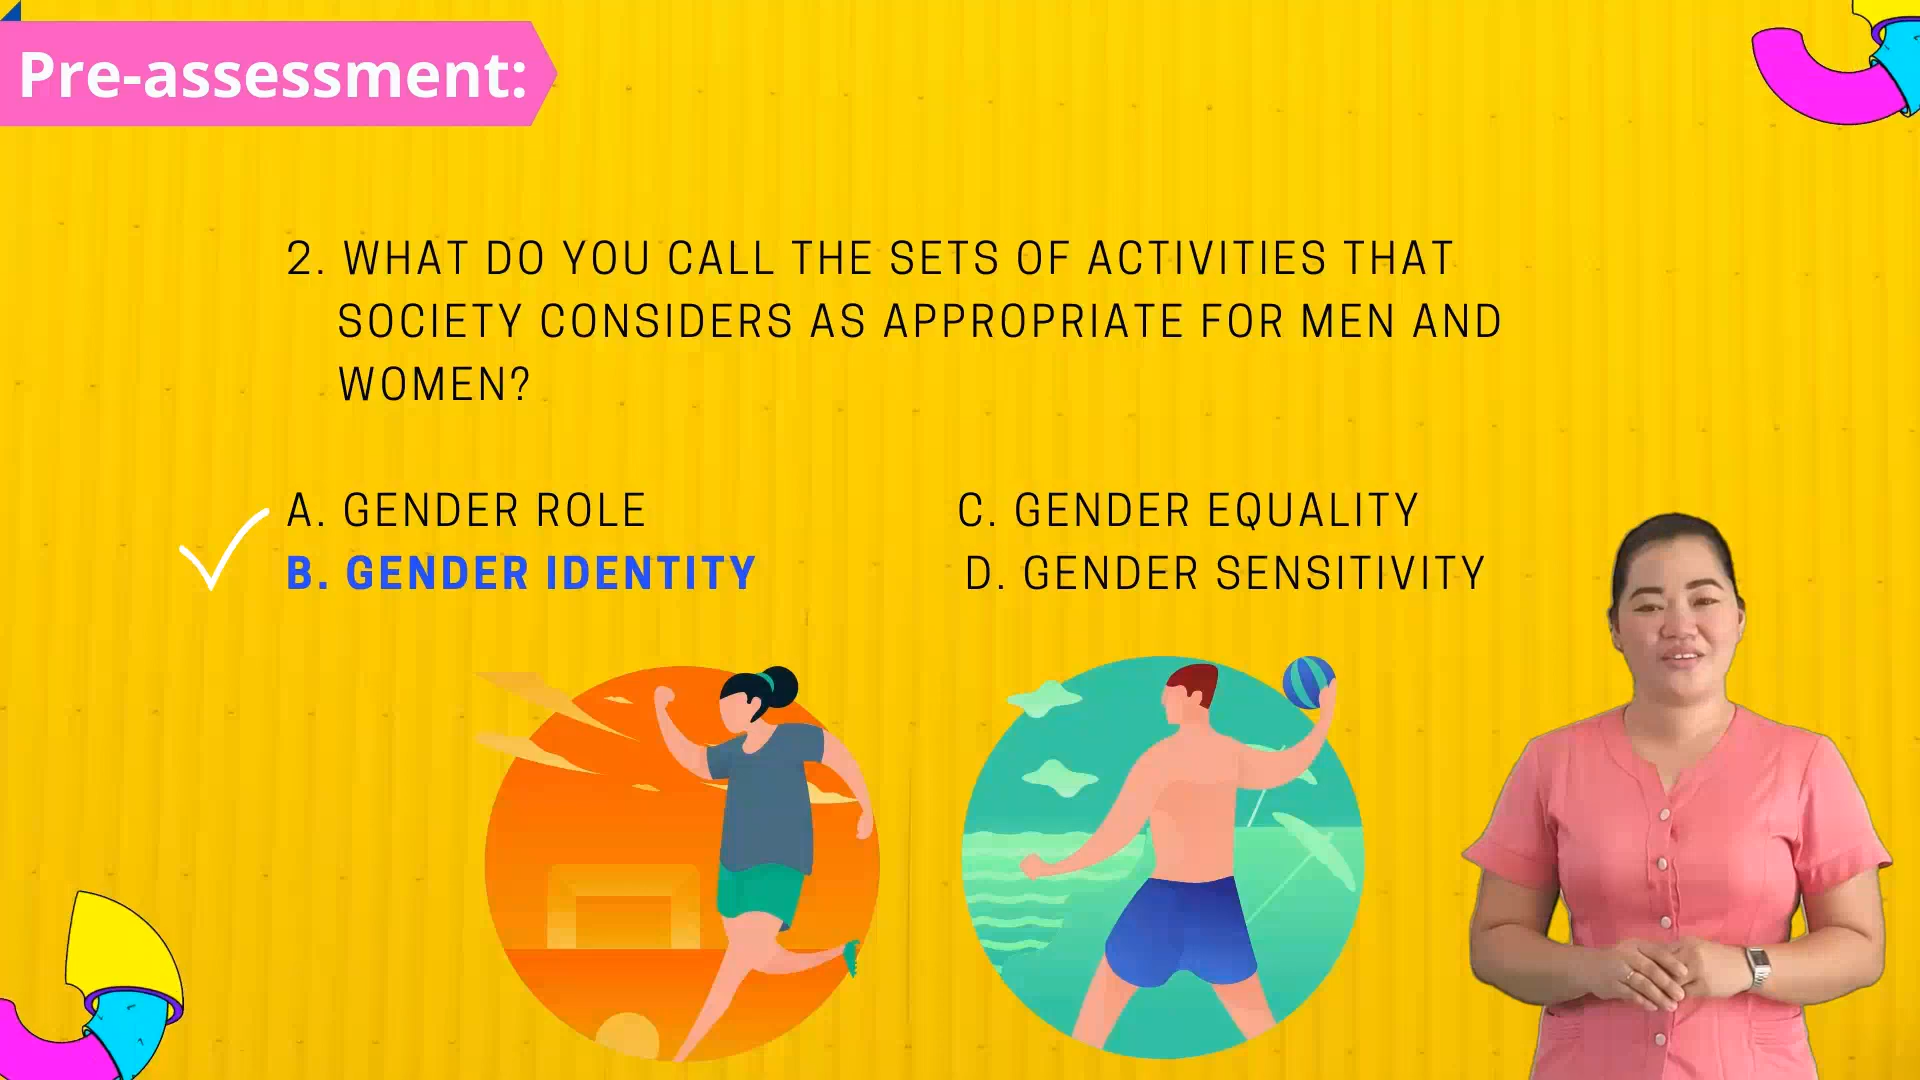 Pre-assessment:
2. WHAT DO YOU CALL THE SETS OF ACTIVITIES THAT
SOCIETY CONSIDERS AS APPROPRIATE FOR MEN AND
WOMEN?
A. GENDER ROLE
B. GENDER IDENTITY
C. GENDER EQUALITY
D. GENDER SENSITIVITY